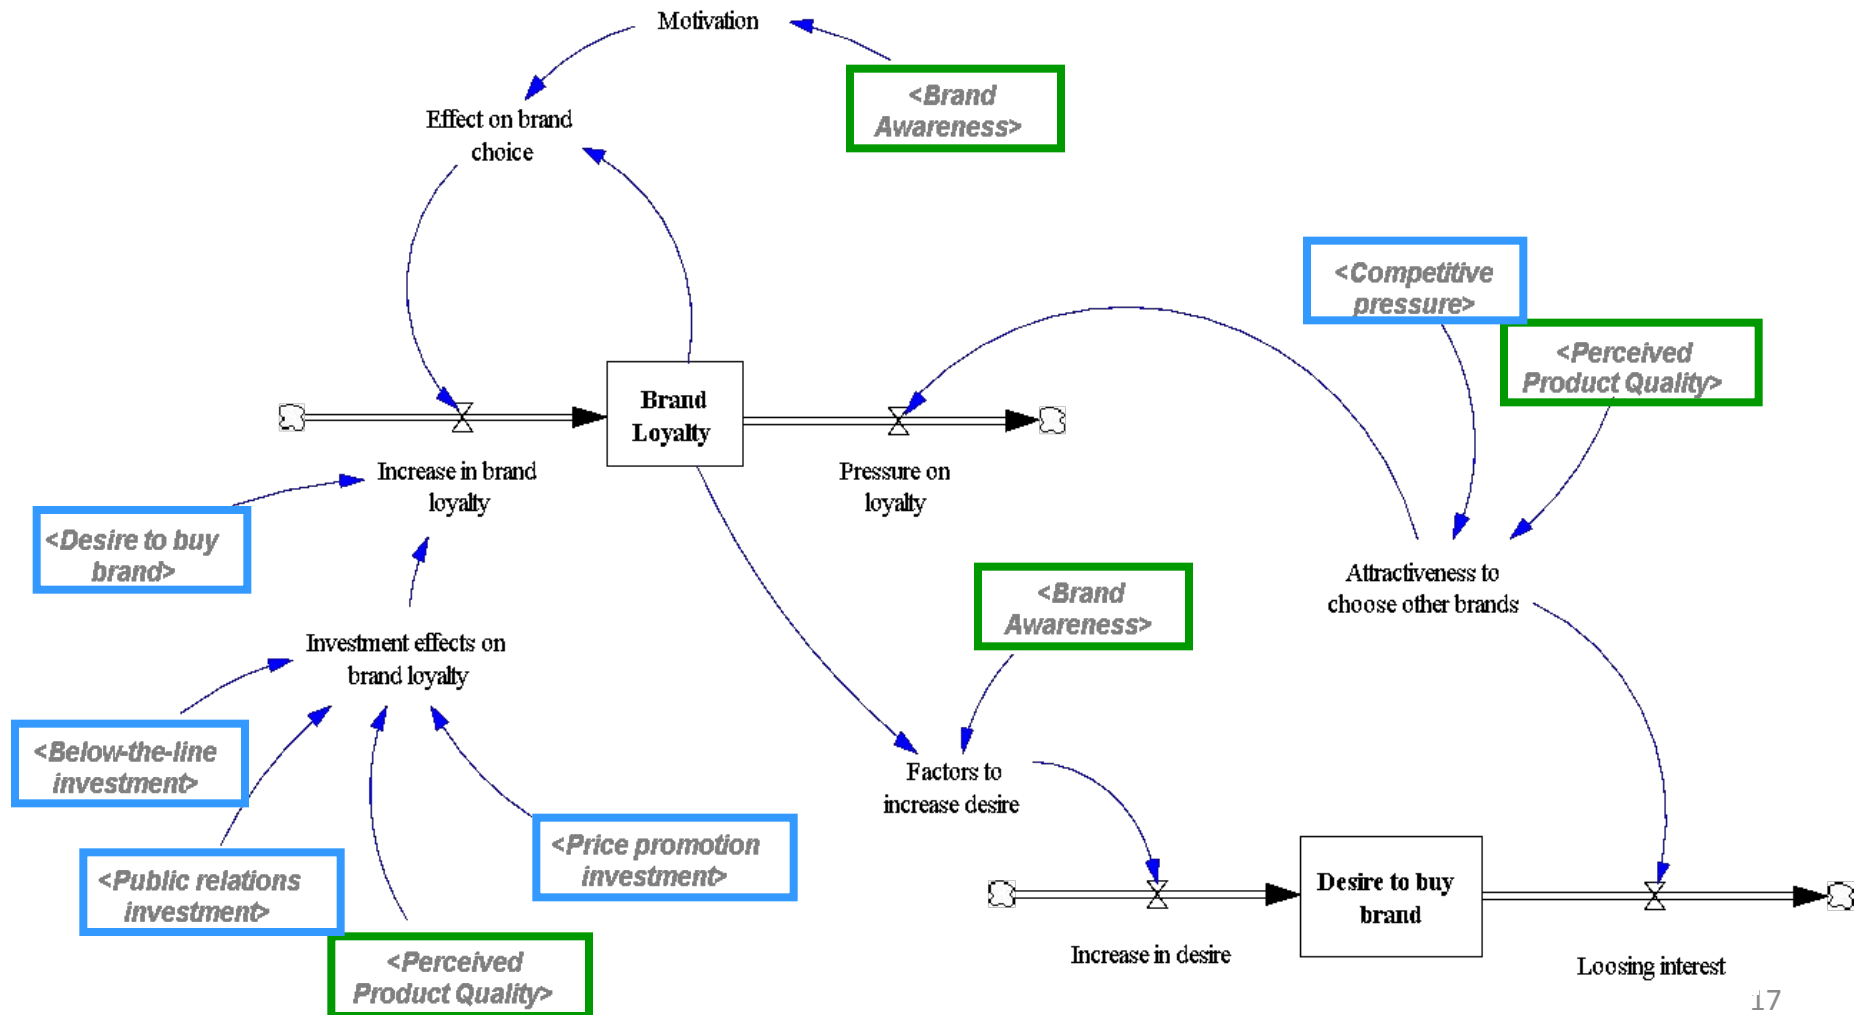 Motivation
<Brand
Awareness>
Effect on brand
choice
<Competitive
pressure>
<Perceived
Product Quality>
Brand
Loyalty
Increase in brand
loyalty
Pressure on
loyalty
<Desire to buy
brand>
Attractiveness to
choose other brands
<Brand
Awareness>
Investment effects on
brand loyalty
<Below-the-line
investment>
Factors to
increase desire
<Price promotion
investment>
<Public relations
investment>
Desire to buy
brand
<Perceived
Product Quality>
Increase in desire
Loosing interest
17